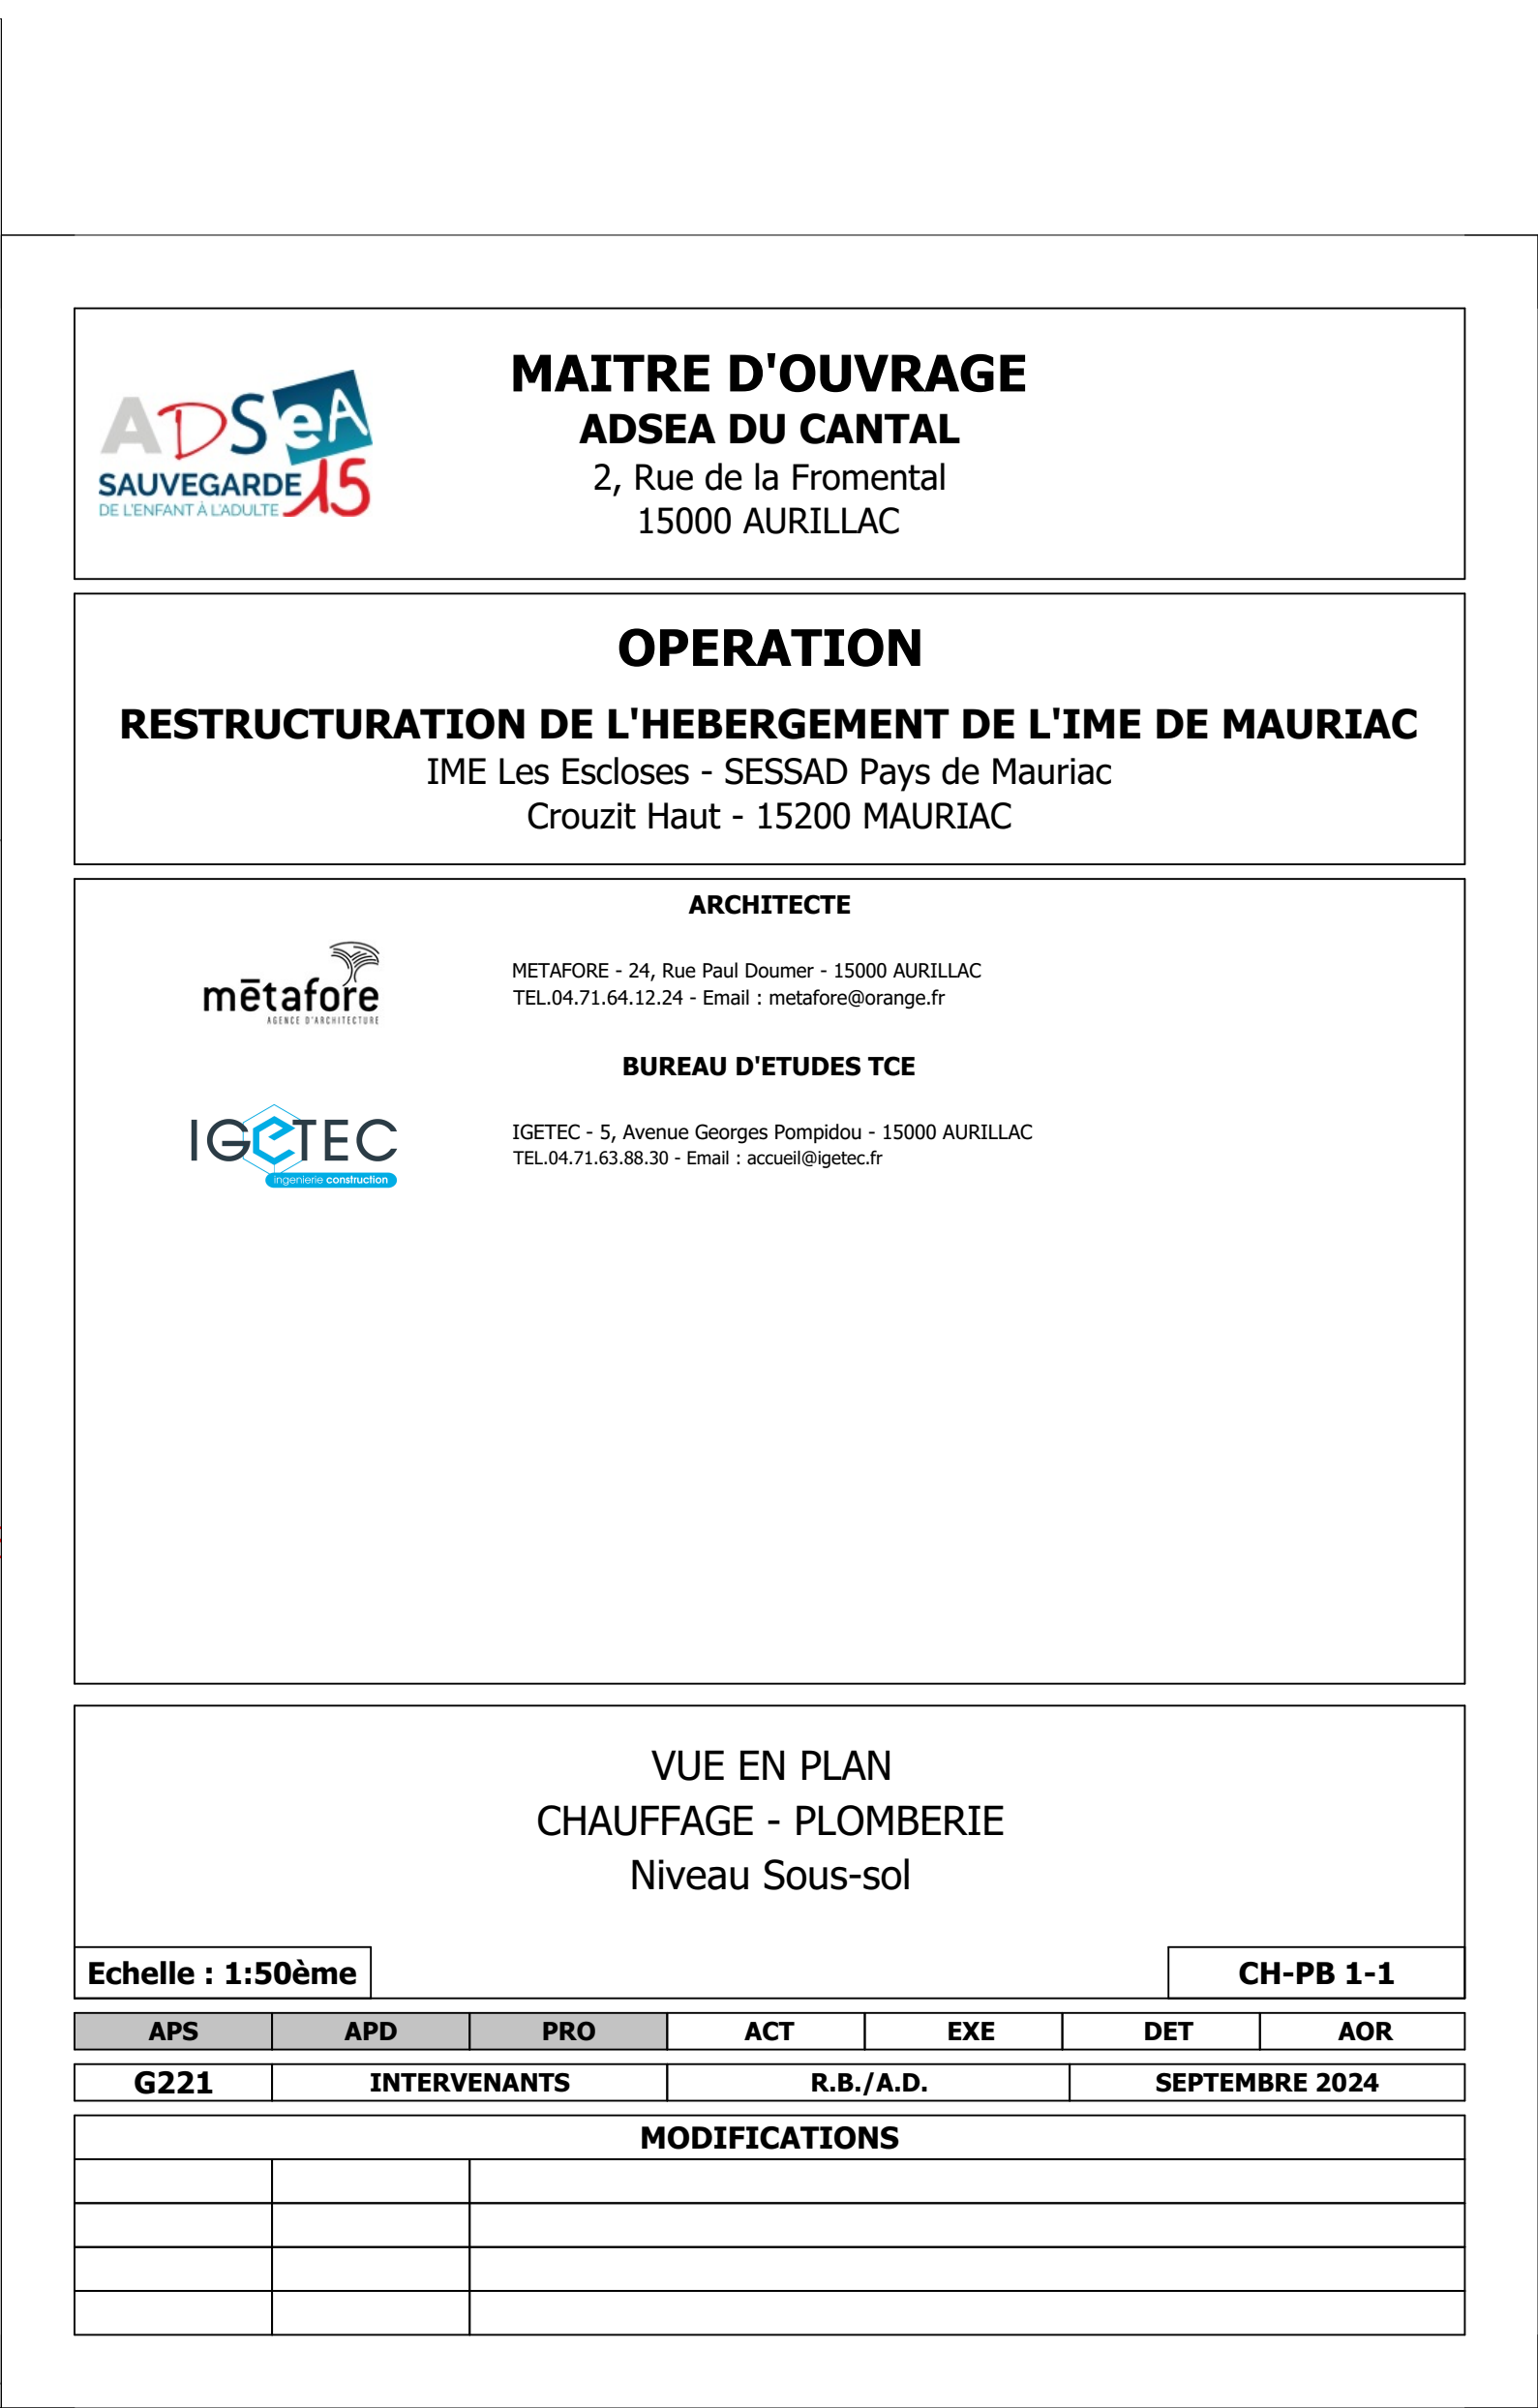 ADSeA
SAUVEGARDE 15
DE L'ENFANT À L'ADULTE
MAITRE D'OUVRAGE
ADSEA DU CANTAL
2, Rue de la Fromental
15000 AURILLAC
OPERATION
RESTRUCTURATION DE L'HEBERGEMENT DE L'IME DE MAURIAC
IME Les Escloses - SESSAD Pays de Mauriac
Crouzit Haut - 15200 MAURIAC
ARCHITECTE
mētafore
AGENCE D'ARCHITECTURE
METAFORE - 24, Rue Paul Doumer - 15000 AURILLAC
TEL.04.71.64.12.24 - Email : metafore@orange.fr
BUREAU D'ETUDES TCE
IGeTEC
ingenierie construction
IGETEC - 5, Avenue Georges Pompidou - 15000 AURILLAC
TEL.04.71.63.88.30 - Email : accueil@igetec.fr
VUE EN PLAN
CHAUFFAGE - PLOMBERIE
Niveau Sous-sol
Echelle : 1:50ème CH-PB 1-1
APS APD PRO ACT EXE DET AOR
G221 INTERVENANTS R.B./A.D. SEPTEMBRE 2024
MODIFICATIONS